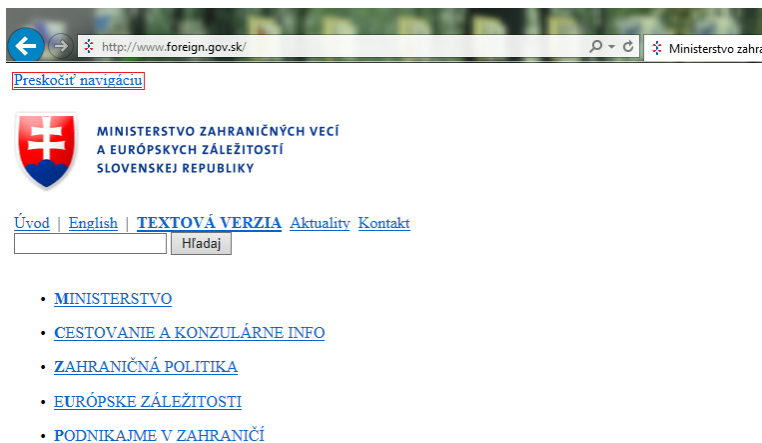 http://www.foreign.gov.sk/
Ministerstvo zahra
Preskočiť navigáciu
MINISTERSTVO ZAHRANIČNÝCH VECÍ
A EURÓPSKYCH ZÁLEŽITOSTÍ
SLOVENSKEJ REPUBLIKY
Úvod | English | TEXTOVÁ VERZIA Aktuality Kontakt
Hľadaj
• MINISTERSTVO
• CESTOVANIE A KONZULÁRNE INFO
• ZAHRANIČNÁ POLITIKA
• EURÓPSKE ZÁLEŽITOSTI
• PODNIKAJME V ZAHRANIČÍ